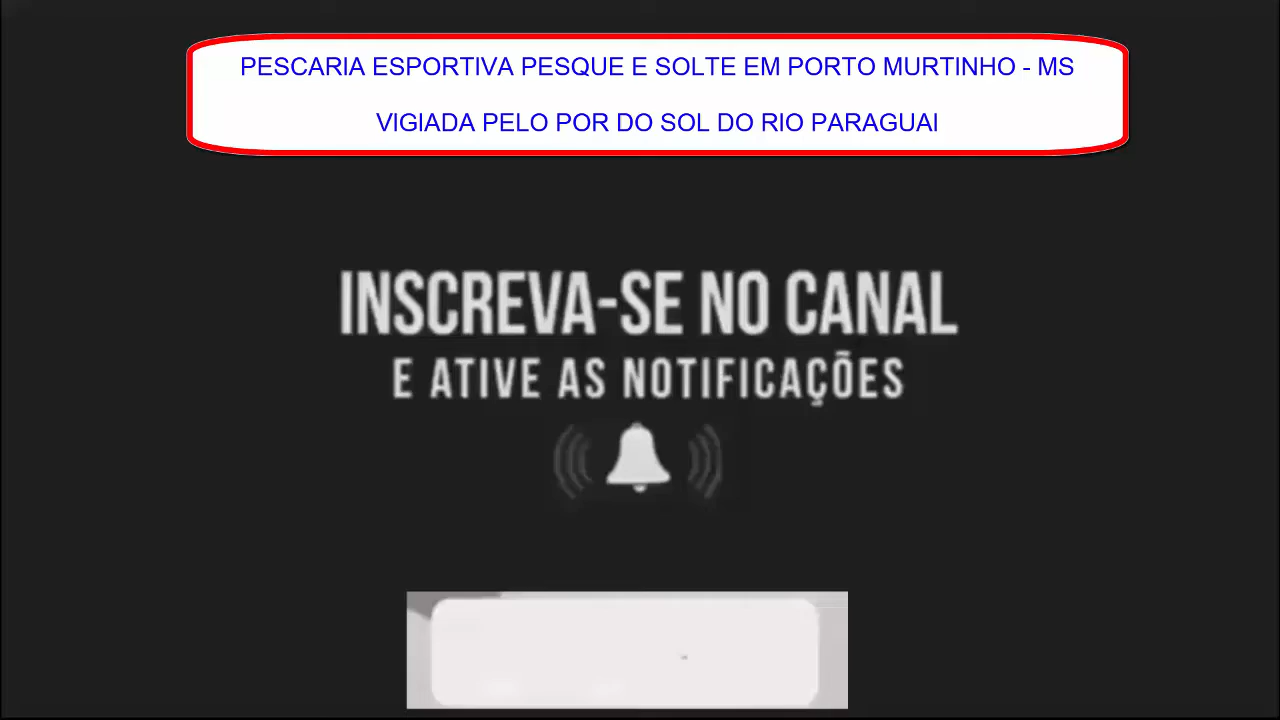 PESCARIA ESPORTIVA PESQUE E SOLTE EM PORTO MURTINHO - MS
VIGIADA PELO POR DO SOL DO RIO PARAGUAI
INSCREVA-SE NO CANAL
E ATIVE AS NOTIFICAÇÕES